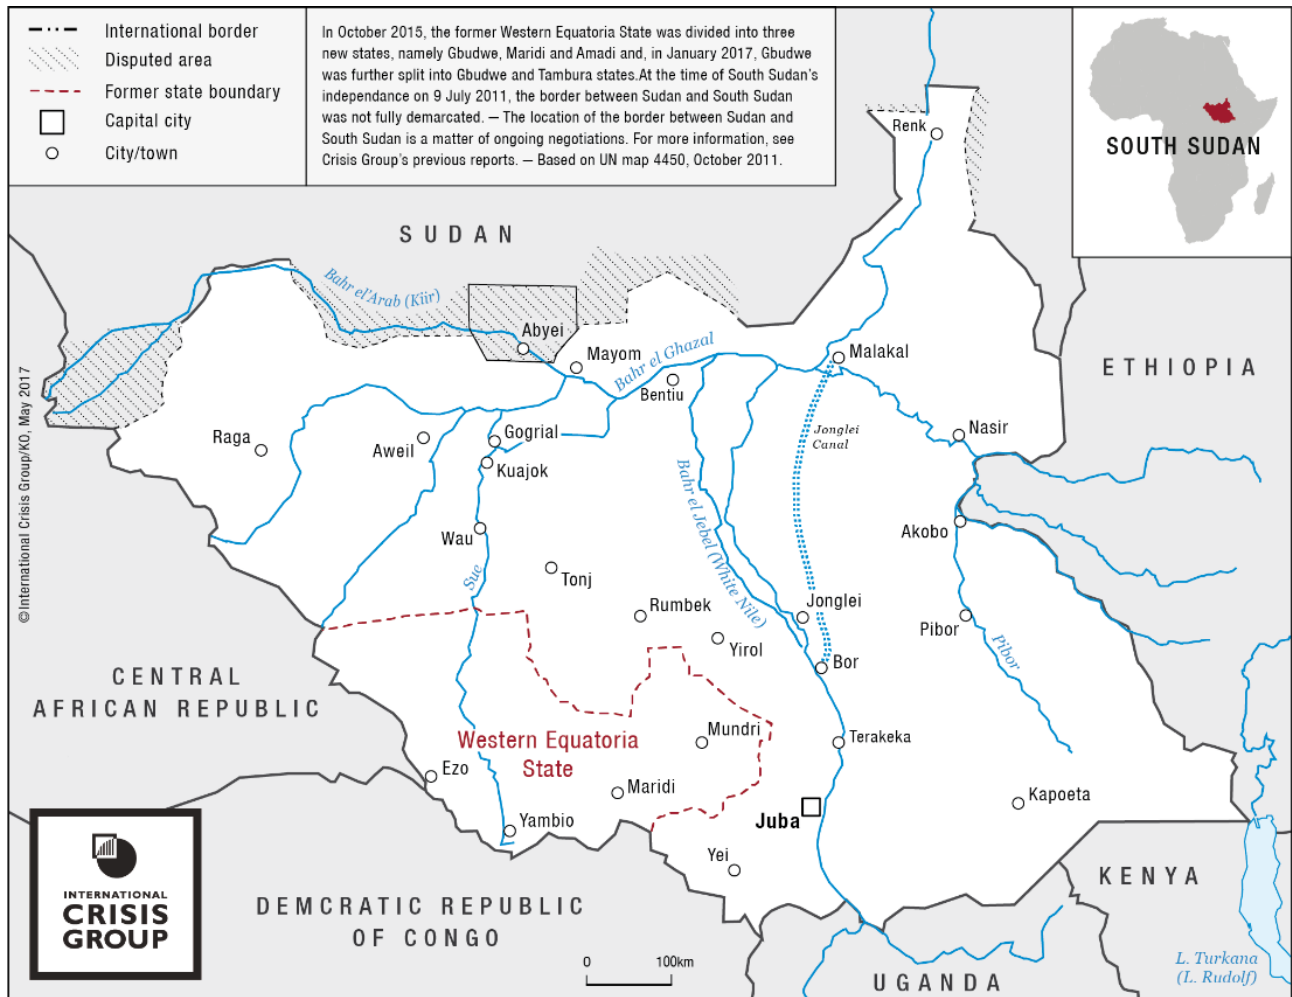 International border
Disputed area
Former state boundary
Capital city
City/town
In October 2015, the former Western Equatoria State was divided into three
new states, namely Gbudwe, Maridi and Amadi and, in January 2017, Gbudwe
was further split into Gbudwe and Tambura states.At the time of South Sudan's
independance on 9 July 2011, the border between Sudan and South Sudan
was not fully demarcated. — The location of the border between Sudan and
South Sudan is a matter of ongoing negotiations. For more information, see
Crisis Group's previous reports. — Based on UN map 4450, October 2011.
SOUTH SUDAN
Renk
SUDAN
Bahr el'Arab (Kiir)
Abyei
Mayom
Bahr el Ghazal
Malakal
ETHIOPIA
Bentiu
©International Crisis Group/KO, May 2017
Raga
Aweil
Gogrial
Jonglei
Canal
Nasir
Kuajok
Bahr el Jebel (White Nile)
Wau
Akobo
Sue
Tonj
Rumbek
Jonglei
Pibor
Yirol
Pibor
Bor
CENTRAL
AFRICAN REPUBLIC
Western Equatoria
State
Mundri
Terakeka
Ezo
Maridi
Kapoeta
Yambio
Juba
Yei
KENYA
INTERNATIONAL
CRISIS
GROUP
DEMCRATIC REPUBLIC
OF CONGO
0 100km
UGANDA
L. Turkana
(L. Rudolf)